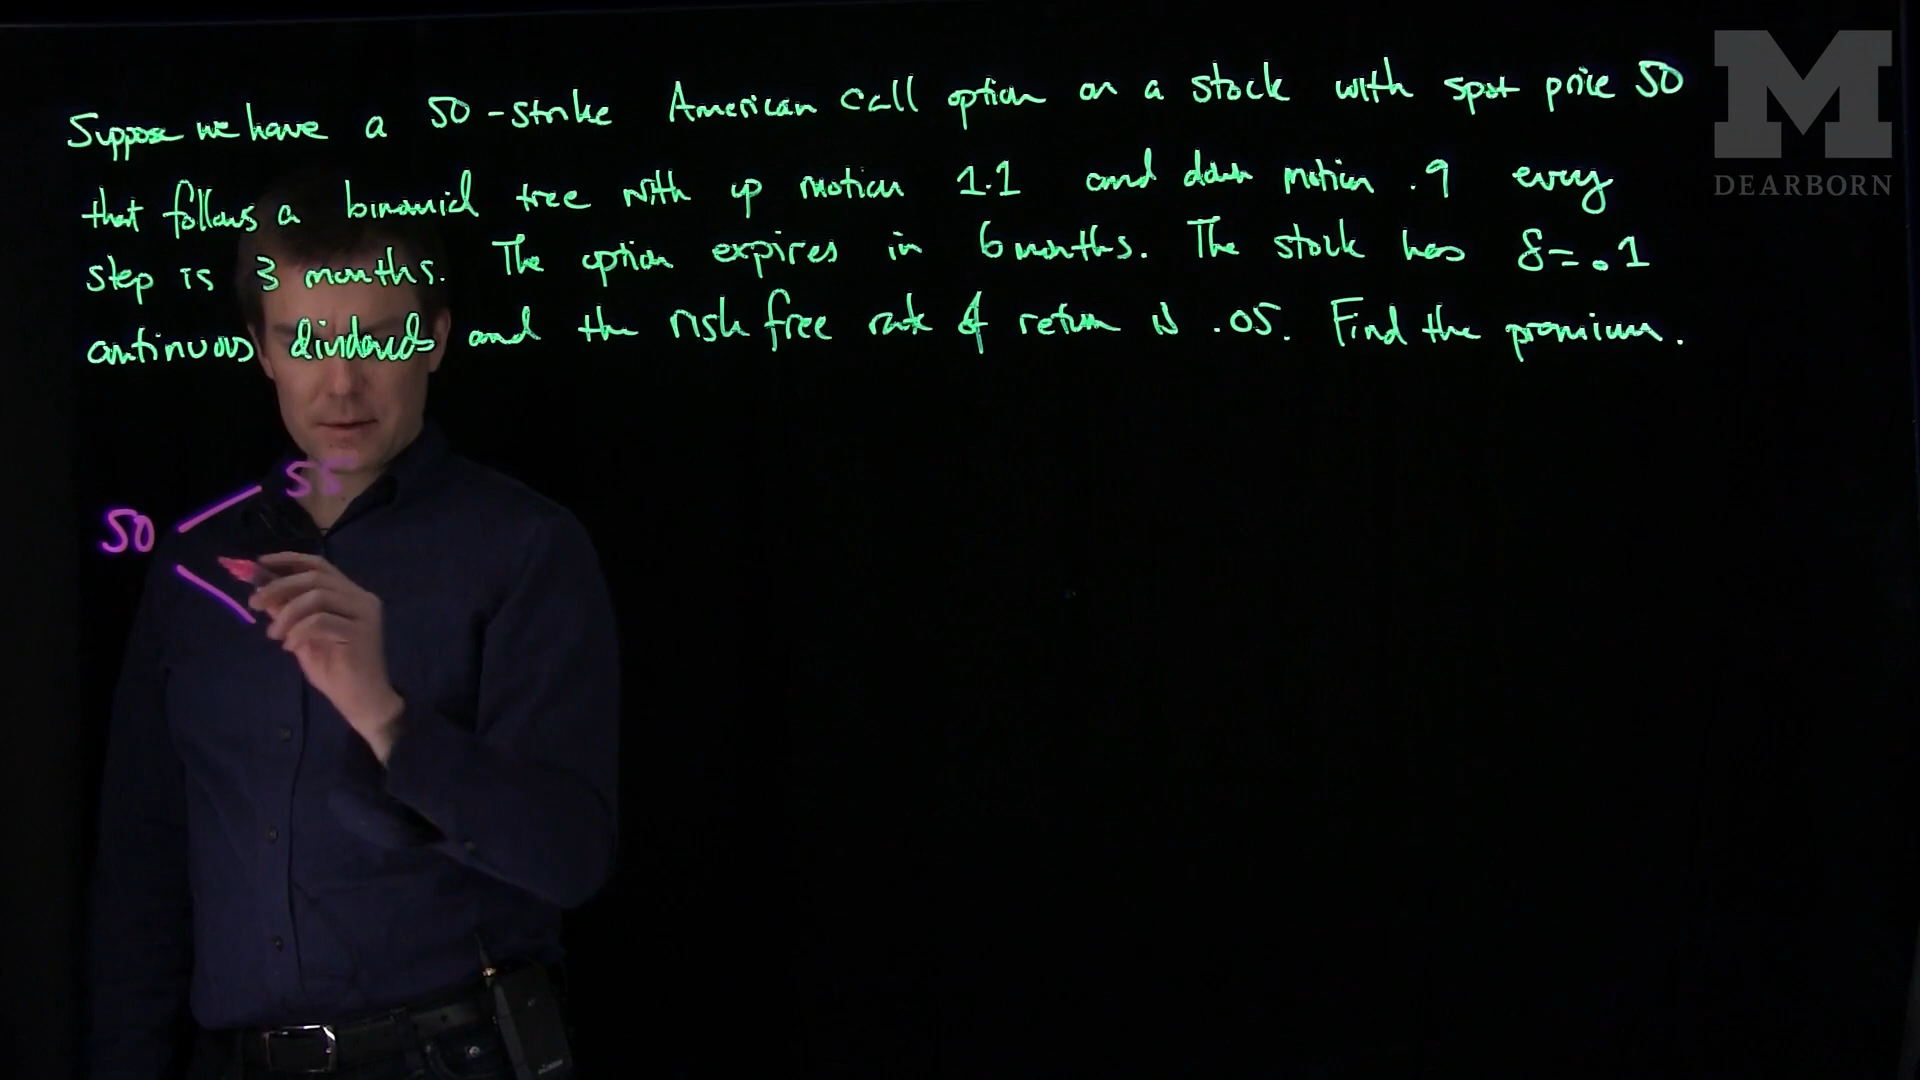 Suppose we have a 50-strike American call option on a stock with spot price 50
that follows a binomial tree with up motion 1.1 and down motion .9 every
step is 3 months. The option expires in 6 months. The stock has δ=.1
continuous dividends and the risk free rate of return is .05. Find the premium.
55
50
M
DEARBORN